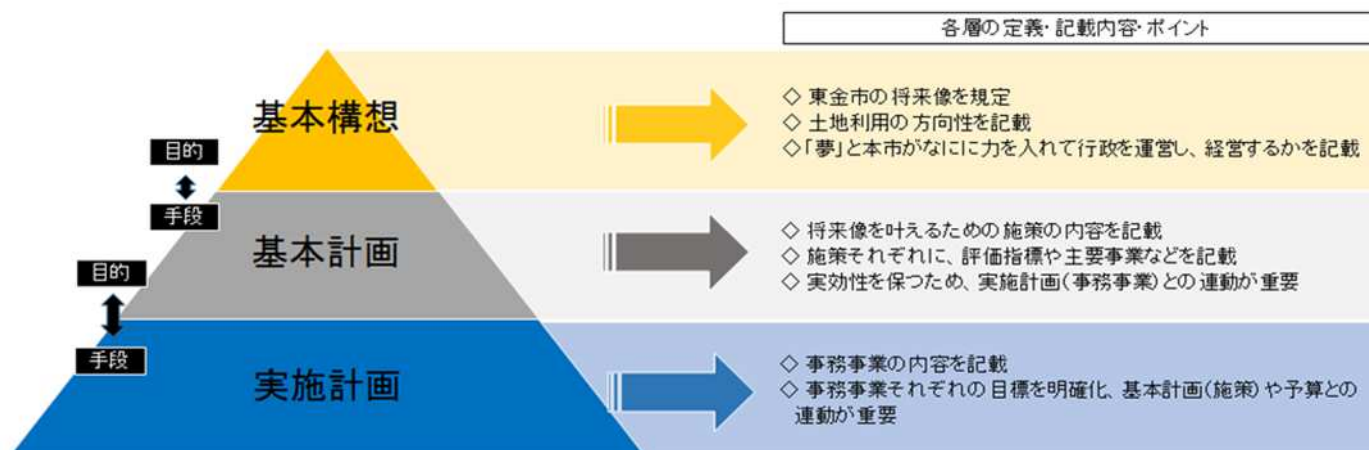 各層の定義・記載内容・ポイント
基本構想
◇ 東金市の将来像を規定
◇ 土地利用の方向性を記載
◇「夢」と本市がなにに力を入れて行政を運営し、経営するかを記載
目的
手段
基本計画
◇ 将来像を叶えるための施策の内容を記載
◇ 施策それぞれに、評価指標や主要事業などを記載
◇ 実効性を保つため、実施計画(事務事業)との連動が重要
目的
手段
実施計画
◇ 事務事業の内容を記載
◇ 事務事業それぞれの目標を明確化、基本計画(施策)や予算との
連動が重要